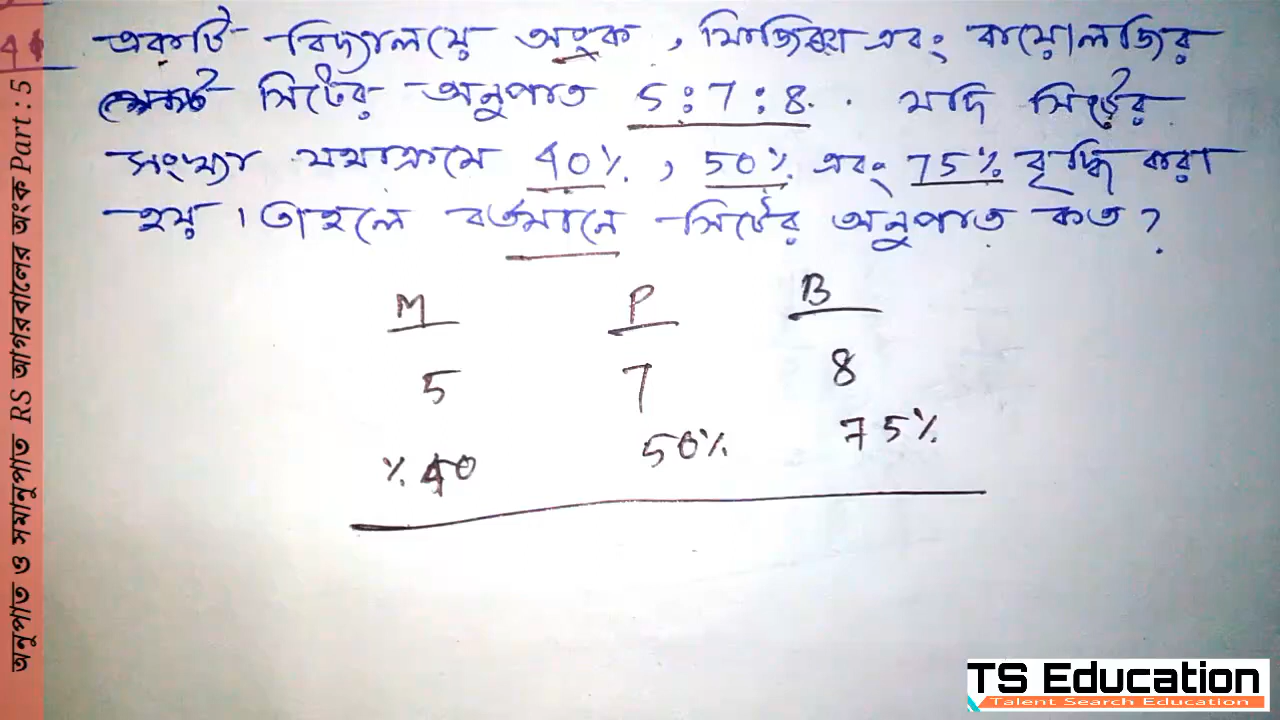 4
একটি বিদ্যালয়ে অংক , ফিজিক্স এবং বায়োলজির
সিটের অনুপাত 5 : 7 : 8 . যদি সিটের
সংখ্যা যথাক্রমে 40% , 50% এবং 75% বৃদ্ধি করা
হয় । তাহলে বর্তমানে সিটের অনুপাত কত ?
M P B
5 7 8
% 40 50% 75%
অনুপাত ও সমানুপাত RS আগরওয়ালের অংক Part : 5
TS Education
Talent Search Education